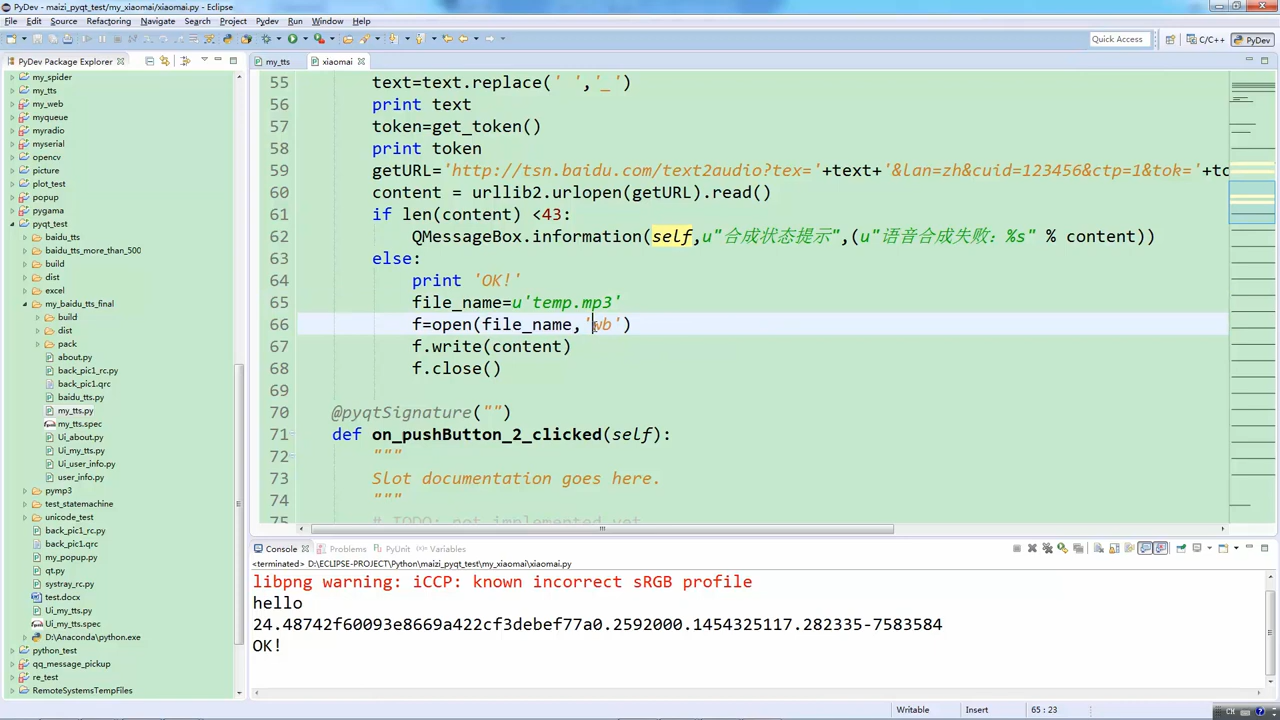 PyDev - maizi_pyqt_test/my_xiaomai/xiaomai.py - Eclipse
File Edit Source Refactoring Navigate Search Project Pydev Run Window Help
Quick Access C/C++ PyDev
PyDev Package Explorer
my_spider
my_tts
my_web
myqueue
myradio
myserial
opencv
picture
plot_test
popup
pygama
pyqt_test
baidu_tts
baidu_tts_more_than_500
build
dist
excel
my_baidu_tts_final
build
dist
pack
about.py
back_pic1_rc.py
back_pic1.qrc
baidu_tts.py
my_tts.py
my_tts.spec
Ui_about.py
Ui_my_tts.py
Ui_user_info.py
user_info.py
pymp3
test_statemachine
unicode_test
back_pic1_rc.py
back_pic1.qrc
my_popup.py
qt.py
systray_rc.py
test.docx
Ui_my_tts.py
Ui_my_tts.spec
D:\Anaconda\python.exe
python_test
qq_message_pickup
re_test
RemoteSystemsTempFiles
my_tts xiaomai
55 text=text.replace(' ','_')
56 print text
57 token=get_token()
58 print token
59 getURL='http://tsn.baidu.com/text2audio?tex='+text+'&lan=zh&cuid=123456&ctp=1&tok='+to
60 content = urllib2.urlopen(getURL).read()
61 if len(content) <43:
62 QMessageBox.information(self,u"合成状态提示",(u"语音合成失败：%s" % content))
63 else:
64 print 'OK!'
65 file_name=u'temp.mp3'
66 f=open(file_name,'wb')
67 f.write(content)
68 f.close()
69
70 @pyqtSignature("")
71 def on_pushButton_2_clicked(self):
72 """
73 Slot documentation goes here.
74 """
75 # TODO: not implemented yet
Console Problems PyUnit Variables
<terminated> D:\ECLIPSE-PROJECT\Python\maizi_pyqt_test\my_xiaomai\xiaomai.py
libpng warning: iCCP: known incorrect sRGB profile
hello
24.48742f60093e8669a422cf3debef77a0.2592000.1454325117.282335-7583584
OK!
Writable Insert 65 : 23 CH